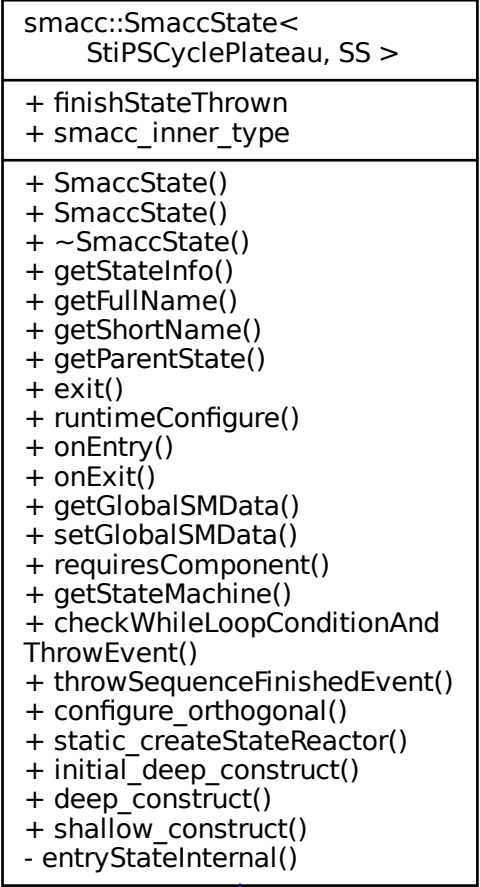 smacc::SmaccState<
StiPSCyclePlateau, SS >
+ finishStateThrown
+ smacc_inner_type
+ SmaccState()
+ SmaccState()
+ ~SmaccState()
+ getStateInfo()
+ getFullName()
+ getShortName()
+ getParentState()
+ exit()
+ runtimeConfigure()
+ onEntry()
+ onExit()
+ getGlobalSMData()
+ setGlobalSMData()
+ requiresComponent()
+ getStateMachine()
+ checkWhileLoopConditionAnd
ThrowEvent()
+ throwSequenceFinishedEvent()
+ configure_orthogonal()
+ static_createStateReactor()
+ initial_deep_construct()
+ deep_construct()
+ shallow_construct()
- entryStateInternal()